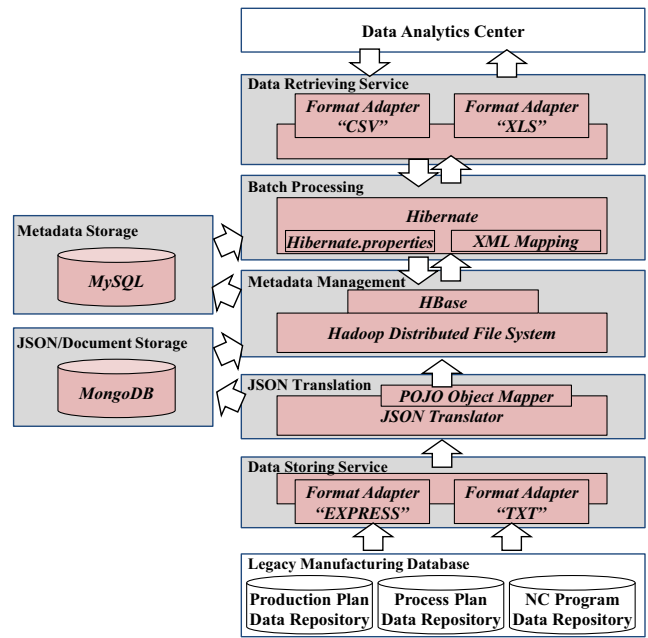 Data Analytics Center
Data Retrieving Service
Format Adapter
"CSV"
Format Adapter
"XLS"
Batch Processing
Hibernate
Hibernate.properties
XML Mapping
Metadata Storage
MySQL
Metadata Management
HBase
Hadoop Distributed File System
JSON/Document Storage
MongoDB
JSON Translation
POJO Object Mapper
JSON Translator
Data Storing Service
Format Adapter
"EXPRESS"
Format Adapter
"TXT"
Legacy Manufacturing Database
Production Plan
Data Repository
Process Plan
Data Repository
NC Program
Data Repository